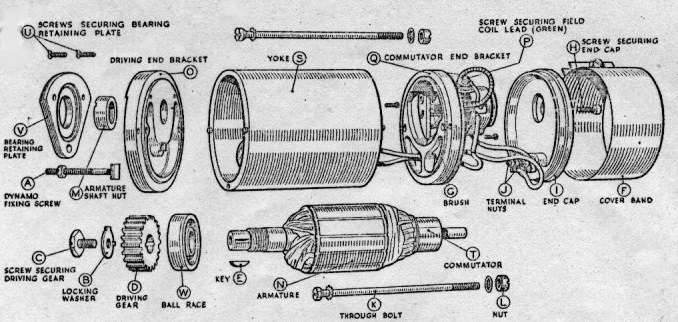 SCREWS SECURING BEARING
RETAINING PLATE
U
DRIVING END BRACKET
O
YOKE S
Q COMMUTATOR END BRACKET
SCREW SECURING FIELD
COIL LEAD (GREEN)
P
H SCREW SECURING
END CAP
V
BEARING
RETAINING
PLATE
A
DYNAMO
FIXING SCREW
M ARMATURE
SHAFT NUT
G
BRUSH
J
TERMINAL
NUTS
I
END CAP
F
COVER BAND
C
SCREW SECURING
DRIVING GEAR
B
LOCKING
WASHER
D
DRIVING
GEAR
W
BALL RACE
KEY E
N
ARMATURE
T
COMMUTATOR
K
THROUGH BOLT
L
NUT